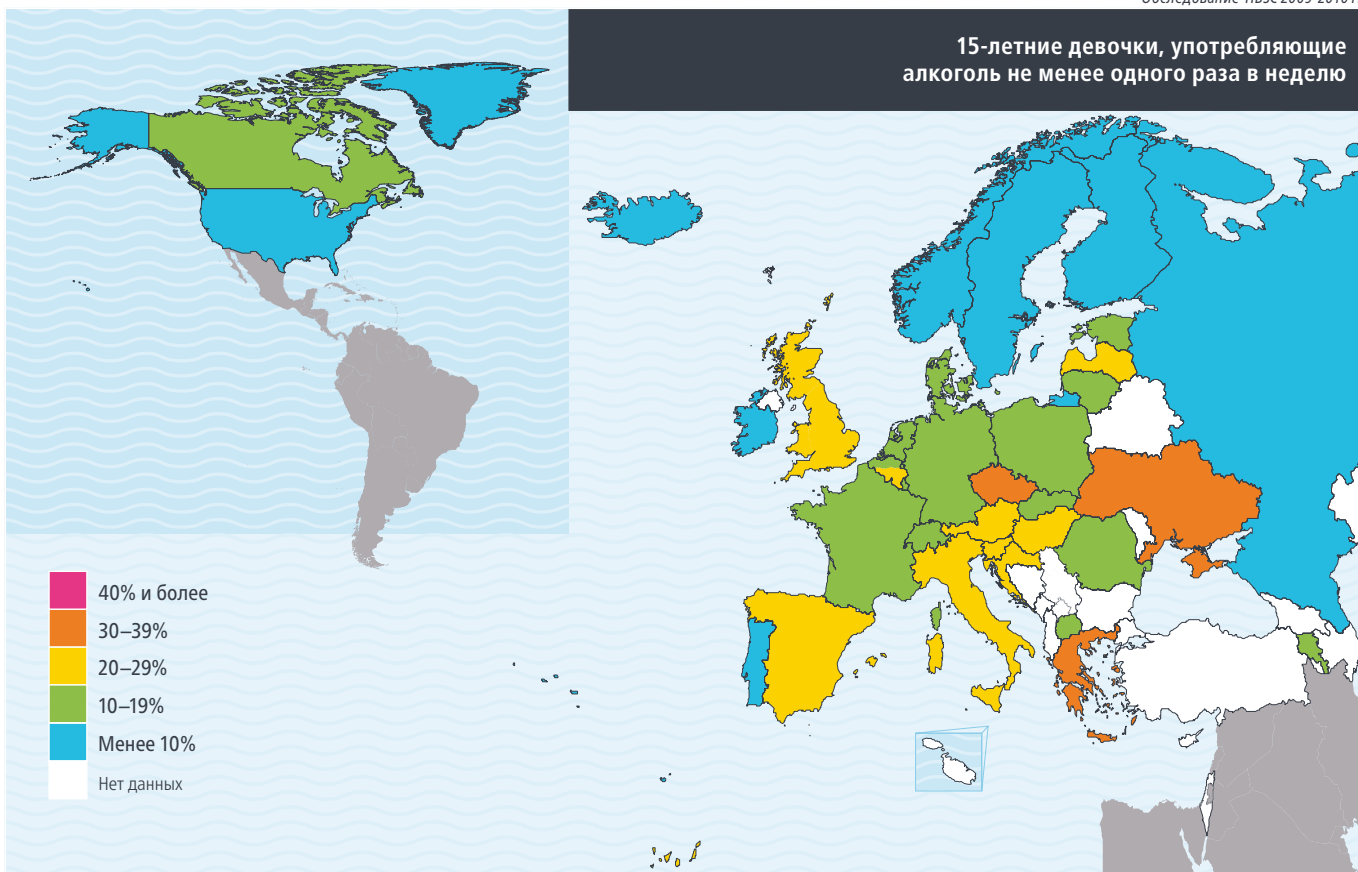 15-летние девочки, употребляющие
алкоголь не менее одного раза в неделю
40% и более
30–39%
20–29%
10–19%
Менее 10%
Нет данных